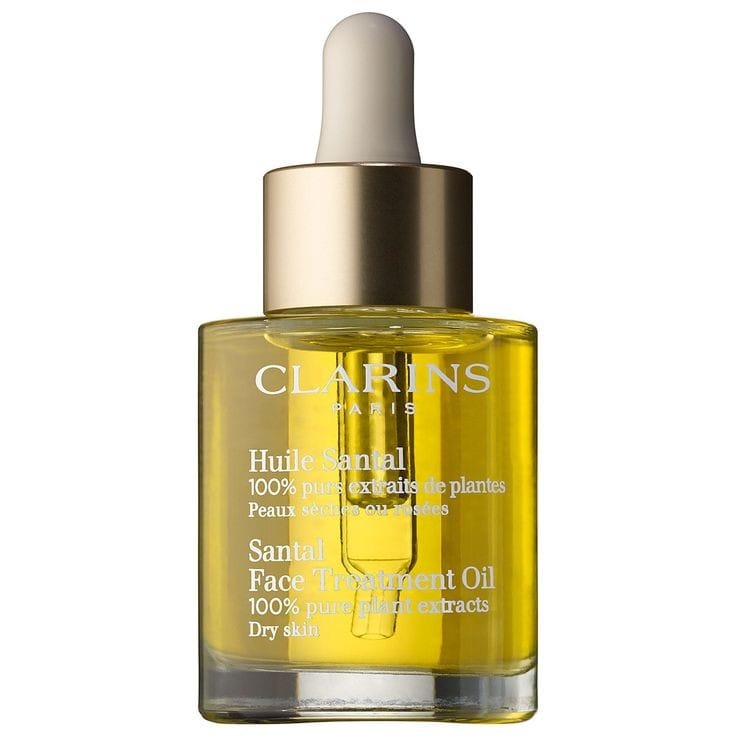 CLARINS
PARIS
Huile Santal
100% purs extraits de plantes
Peaux sèches ou rosées
Santal
Face Treatment Oil
100% pure plant extracts
Dry skin